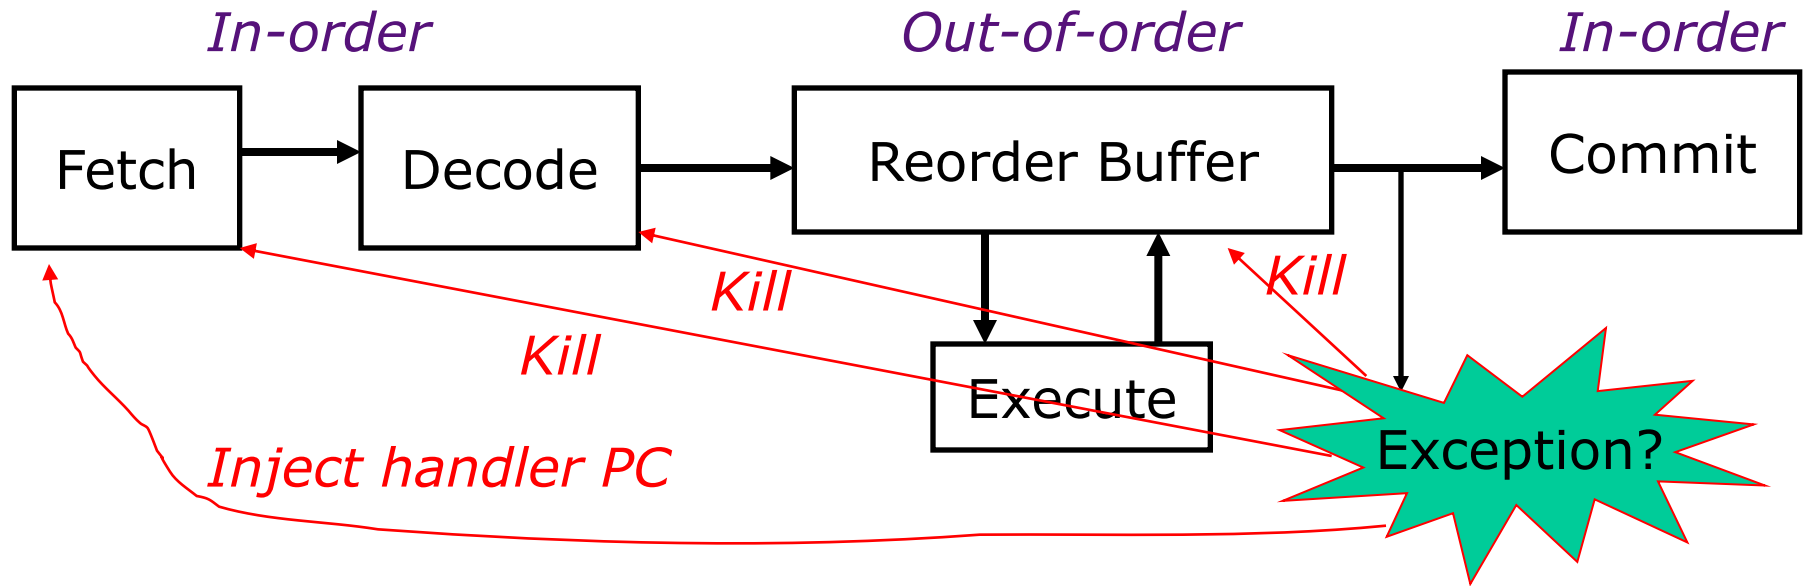 In-order
Out-of-order
In-order
Fetch
Decode
Reorder Buffer
Commit
Kill
Kill
Kill
Execute
Exception?
Inject handler PC